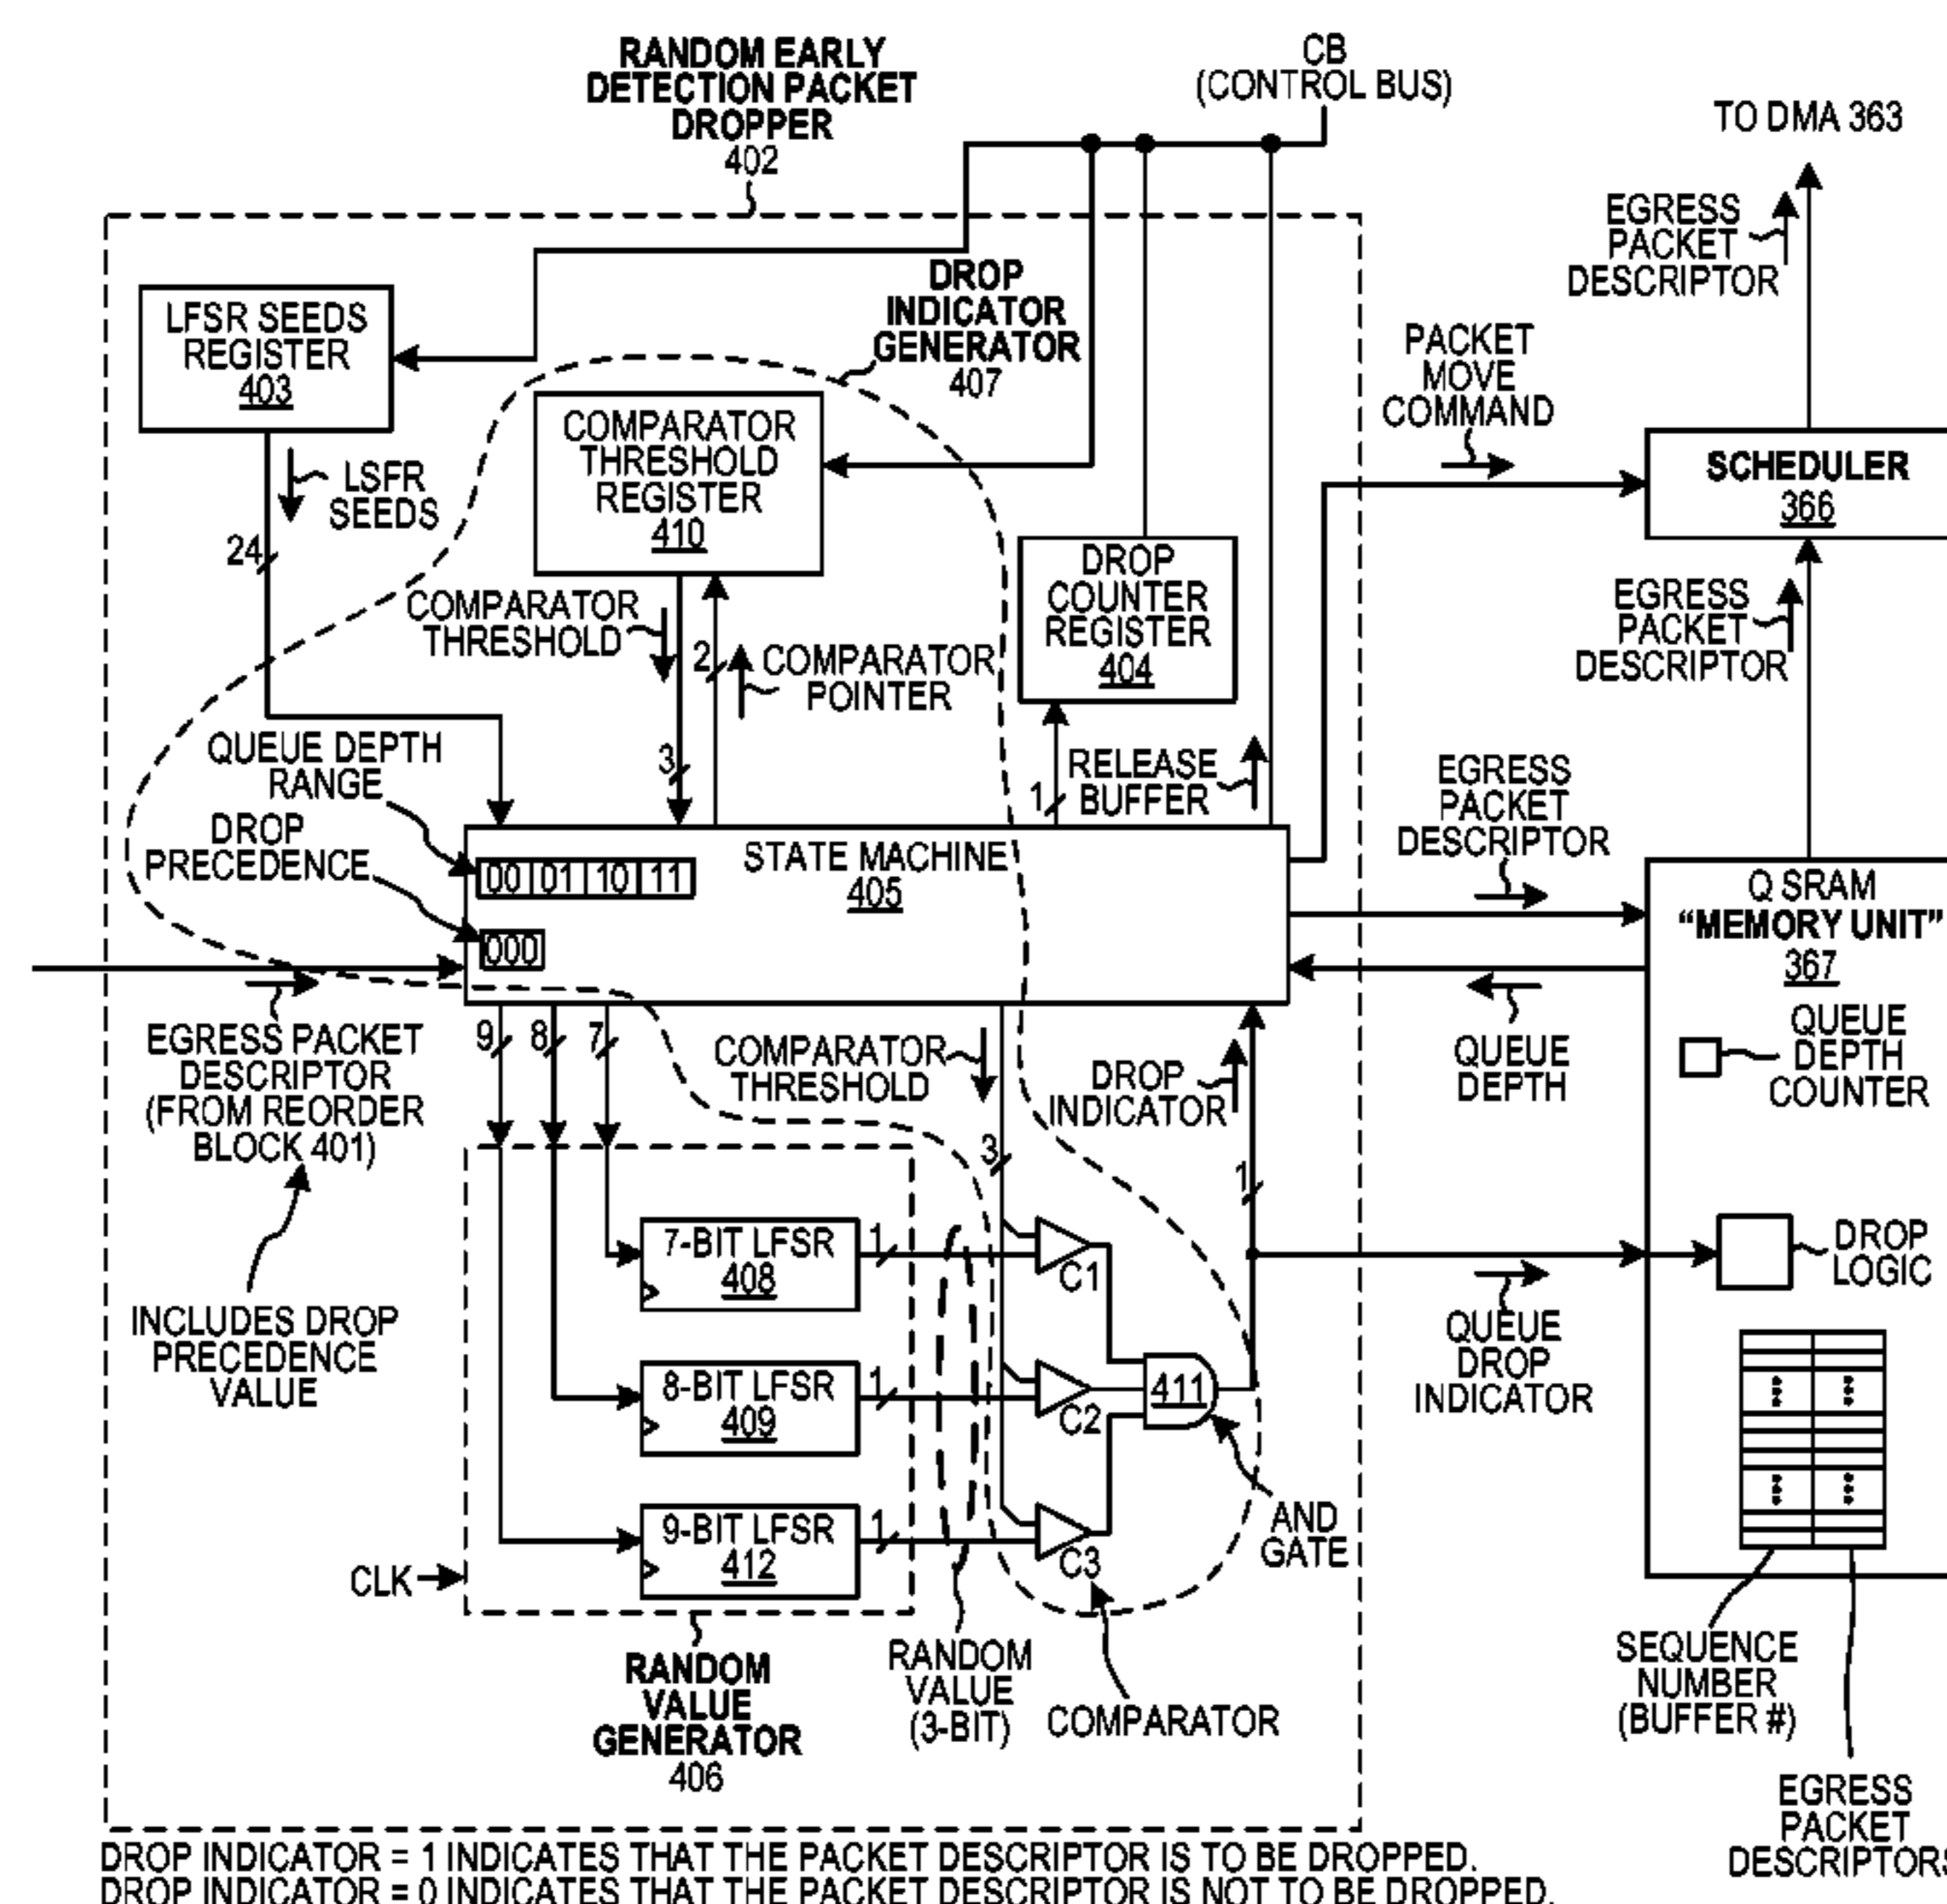 RANDOM EARLY
DETECTION PACKET
DROPPER
402
CB
(CONTROL BUS)
TO DMA 363
EGRESS
PACKET
DESCRIPTOR
LFSR SEEDS
REGISTER
403
DROP
INDICATOR
GENERATOR
407
PACKET
MOVE
COMMAND
COMPARATOR
THRESHOLD
REGISTER
410
SCHEDULER
366
LSFR
SEEDS
24
DROP
COUNTER
REGISTER
404
EGRESS
PACKET
DESCRIPTOR
COMPARATOR
THRESHOLD
2
COMPARATOR
POINTER
QUEUE DEPTH
RANGE
3
1
RELEASE
BUFFER
EGRESS
PACKET
DESCRIPTOR
DROP
PRECEDENCE
00 01 10 11
STATE MACHINE
405
000
Q SRAM
“MEMORY UNIT”
367
EGRESS PACKET
DESCRIPTOR
(FROM REORDER
BLOCK 401)
9
8
7
COMPARATOR
THRESHOLD
DROP
INDICATOR
QUEUE
DEPTH
QUEUE
DEPTH
COUNTER
3
1
INCLUDES DROP
PRECEDENCE
VALUE
7-BIT LFSR
408
1
C1
DROP
LOGIC
QUEUE
DROP
INDICATOR
8-BIT LFSR
409
1
C2
411
9-BIT LFSR
412
1
C3
AND
GATE
CLK
RANDOM
VALUE
GENERATOR
406
RANDOM
VALUE
(3-BIT)
COMPARATOR
SEQUENCE
NUMBER
(BUFFER #)
EGRESS
PACKET
DESCRIPTORS
DROP INDICATOR = 1 INDICATES THAT THE PACKET DESCRIPTOR IS TO BE DROPPED.
DROP INDICATOR = 0 INDICATES THAT THE PACKET DESCRIPTOR IS NOT TO BE DROPPED.